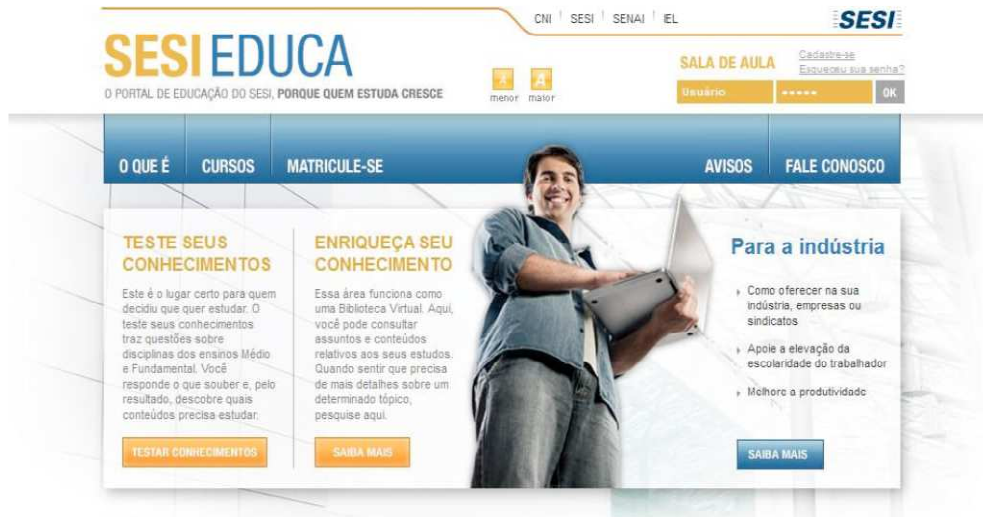 CNI | SESI | SENAI | IEL
SESI
SESI EDUCA
O PORTAL DE EDUCAÇÃO DO SESI, PORQUE QUEM ESTUDA CRESCE
A A
menor maior
SALA DE AULA
Cadastre-se
Esqueceu sua senha?
Usuário ••••• OK
O QUE É CURSOS MATRICULE-SE AVISOS FALE CONOSCO
TESTE SEUS
CONHECIMENTOS
Este é o lugar certo para quem
decidiu que quer estudar. O
teste seus conhecimentos
traz questões sobre
disciplinas dos ensinos Médio
e Fundamental. Você
responde o que souber e, pelo
resultado, descobre quais
conteúdos precisa estudar.
TESTAR CONHECIMENTOS
ENRIQUEÇA SEU
CONHECIMENTO
Essa área funciona como
uma Biblioteca Virtual. Aqui,
você pode consultar
assuntos e conteúdos
relativos aos seus estudos.
Quando sentir que precisa
de mais detalhes sobre um
determinado tópico,
pesquise aqui.
SAIBA MAIS
Para a indústria
Como oferecer na sua
indústria, empresas ou
sindicatos
Apoie a elevação da
escolaridade do trabalhador
Melhore a produtividade
SAIBA MAIS